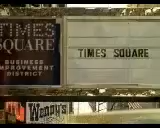 TIMES
SQUARE
BUSINESS
IMPROVEMENT
DISTRICT
TIMES SQUARE
Wendy's